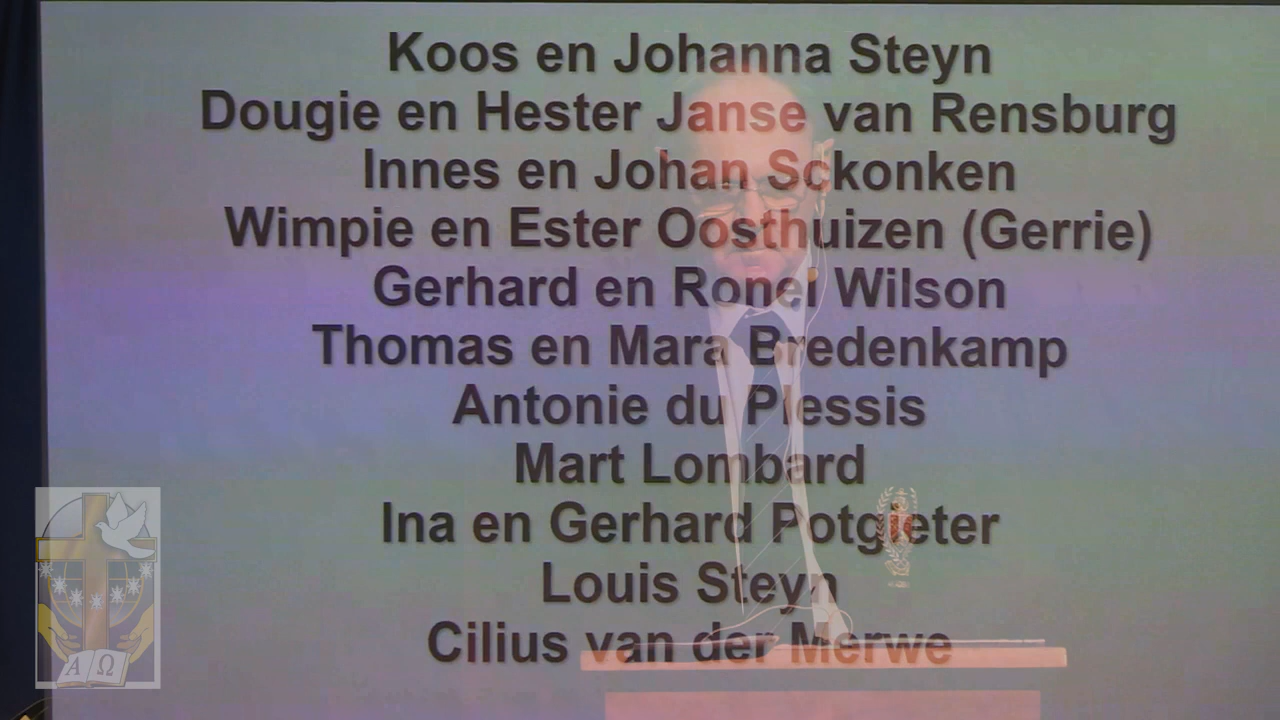 Koos en Johanna Steyn
Dougie en Hester Janse van Rensburg
Innes en Johan Sckonken
Wimpie en Ester Oosthuizen (Gerrie)
Gerhard en Ronel Wilson
Thomas en Mara Bredenkamp
Antonie du Plessis
Mart Lombard
Ina en Gerhard Potgieter
Louis Steyn
Cilius van der Merwe
Α Ω